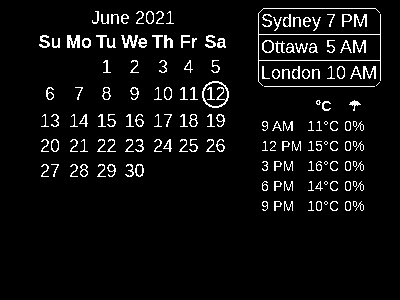 June 2021
Su Mo Tu We Th Fr Sa
1 2 3 4 5
6 7 8 9 10 11 12
13 14 15 16 17 18 19
20 21 22 23 24 25 26
27 28 29 30
Sydney 7 PM
Ottawa 5 AM
London 10 AM
°C ☂
9 AM 11°C 0%
12 PM 15°C 0%
3 PM 16°C 0%
6 PM 14°C 0%
9 PM 10°C 0%